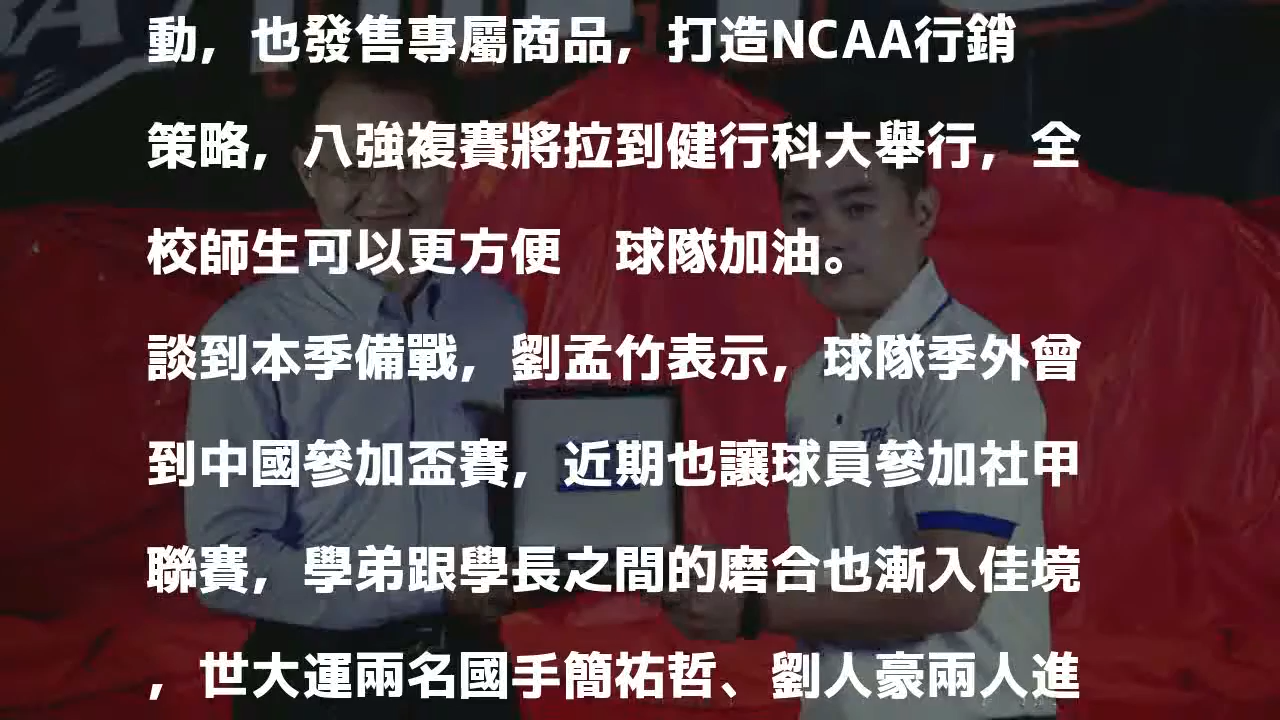 動，也發售專屬商品，打造NCAA行銷
策略，八強複賽將拉到健行科大舉行，全
校師生可以更方便　球隊加油。
談到本季備戰，劉孟竹表示，球隊季外曾
到中國參加盃賽，近期也讓球員參加社甲
聯賽，學弟跟學長之間的磨合也漸入佳境
，世大運兩名國手簡祐哲、劉人豪兩人進